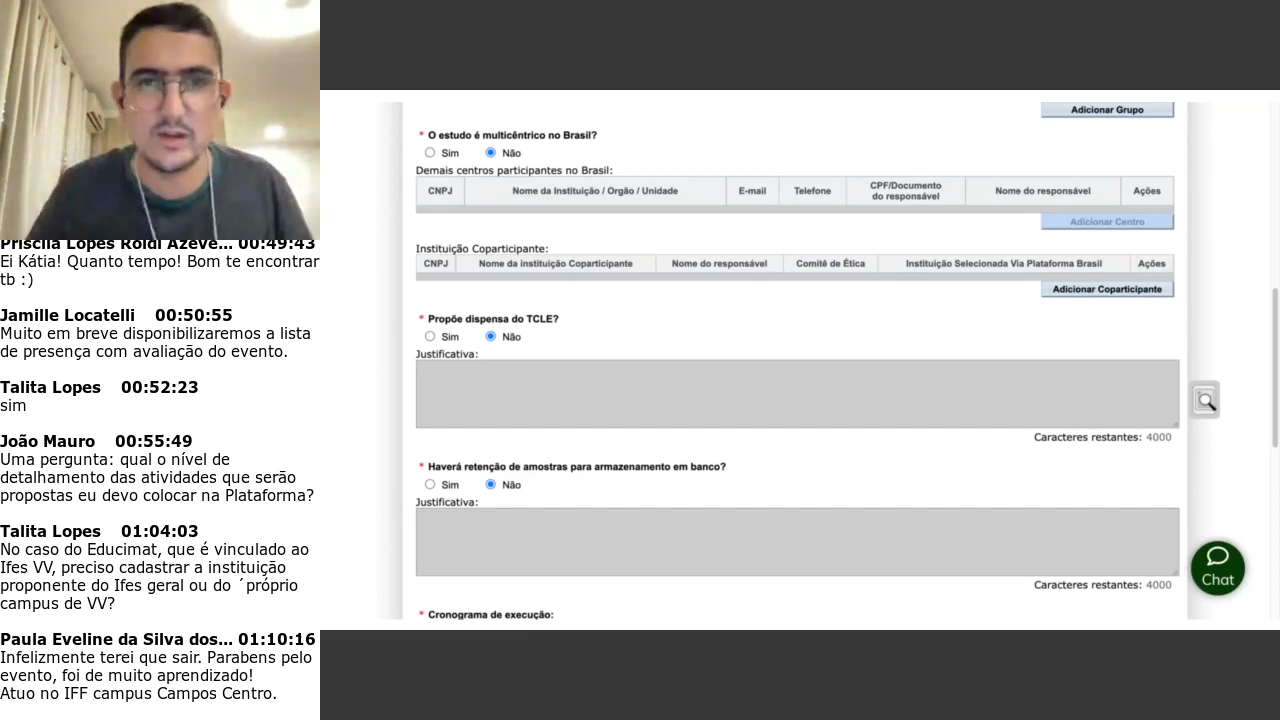 Priscila Lopes Roldi Azeve... 00:49:43
Ei Kátia! Quanto tempo! Bom te encontrar
tb :)
Jamille Locatelli 00:50:55
Muito em breve disponibilizaremos a lista
de presença com avaliação do evento.
Talita Lopes 00:52:23
sim
João Mauro 00:55:49
Uma pergunta: qual o nível de
detalhamento das atividades que serão
propostas eu devo colocar na Plataforma?
Talita Lopes 01:04:03
No caso do Educimat, que é vinculado ao
Ifes VV, preciso cadastrar a instituição
proponente do Ifes geral ou do ´próprio
campus de VV?
Paula Eveline da Silva dos... 01:10:16
Infelizmente terei que sair. Parabens pelo
evento, foi de muito aprendizado!
Atuo no IFF campus Campos Centro.
Adicionar Grupo
* O estudo é multicêntrico no Brasil?
Sim Não
Demais centros participantes no Brasil:
CNPJ Nome da Instituição / Orgão / Unidade E-mail Telefone CPF/Documento do responsável Nome do responsável Ações
Adicionar Centro
Instituição Coparticipante:
CNPJ Nome da instituição Coparticipante Nome do responsável Comitê de Ética Instituição Selecionada Via Plataforma Brasil Ações
Adicionar Coparticipante
* Propõe dispensa do TCLE?
Sim Não
Justificativa:
Caracteres restantes: 4000
* Haverá retenção de amostras para armazenamento em banco?
Sim Não
Justificativa:
Caracteres restantes: 4000
* Cronograma de execução:
Chat